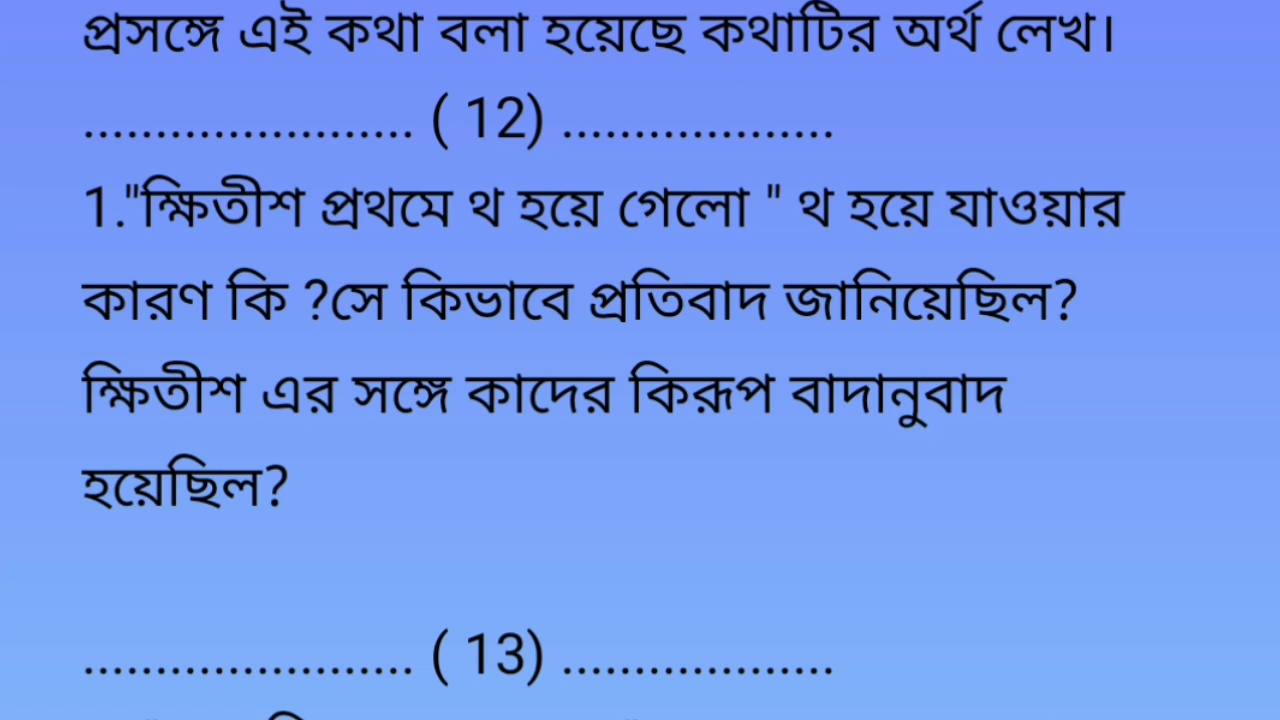 প্রসঙ্গে এই কথা বলা হয়েছে কথাটির অর্থ লেখ।
....................... ( 12) ...................
1."ক্ষিতীশ প্রথমে থ হয়ে গেলো " থ হয়ে যাওয়ার
কারণ কি ?সে কিভাবে প্রতিবাদ জানিয়েছিল?
ক্ষিতীশ এর সঙ্গে কাদের কিরূপ বাদানুবাদ
হয়েছিল?
....................... ( 13) ...................